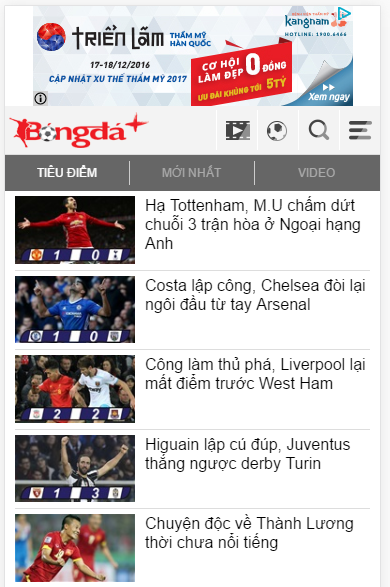 BỆNH VIỆN THẨM MỸ
kangnam
HOTLINE: 1900.6466
TRIỂN LÃM THẨM MỸ HÀN QUỐC
17-18/12/2016
CẬP NHẬT XU THẾ THẨM MỸ 2017
CƠ HỘI
LÀM ĐẸP 0 ĐỒNG
ƯU ĐÃI KHỦNG TỚI 5TỶ
Xem ngay
Bóngdá+
TIÊU ĐIỂM MỚI NHẤT VIDEO
Hạ Tottenham, M.U chấm dứt
chuỗi 3 trận hòa ở Ngoại hạng
Anh
1 0
Costa lập công, Chelsea đòi lại
ngôi đầu từ tay Arsenal
1 0
Công làm thủ phá, Liverpool lại
mất điểm trước West Ham
2 2
Higuain lập cú đúp, Juventus
thắng ngược derby Turin
1 3
Chuyện độc về Thành Lương
thời chưa nổi tiếng